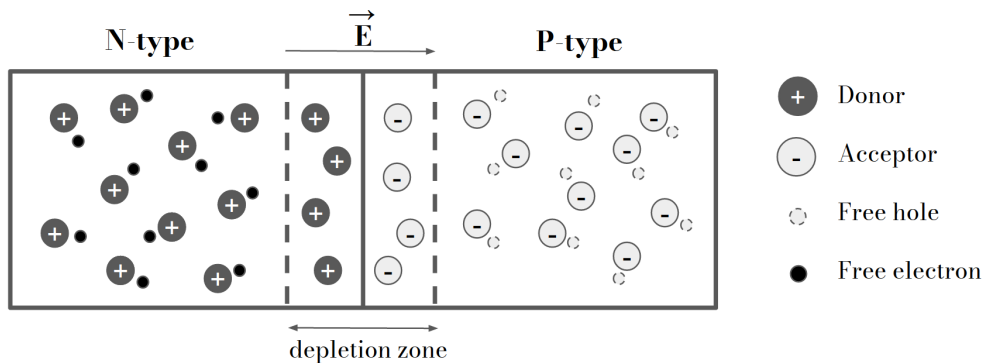 N-type
E
P-type
Donor
Acceptor
Free hole
Free electron
depletion zone